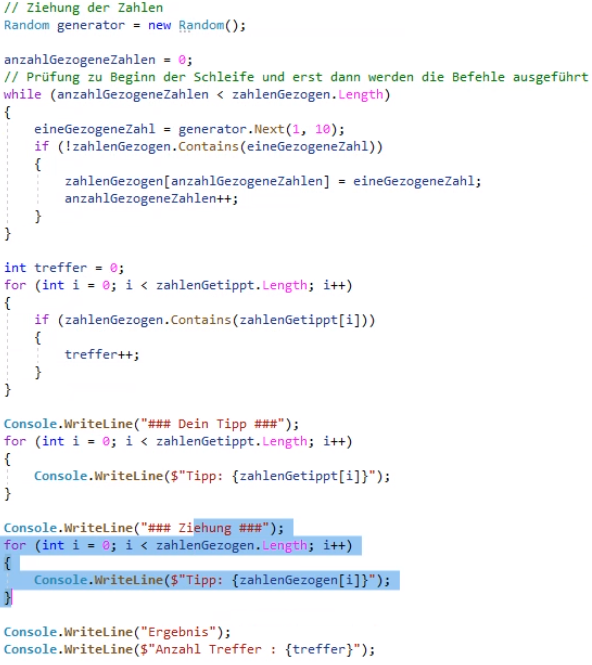 // Ziehung der Zahlen
Random generator = new Random();

anzahlGezogeneZahlen = 0;
// Prüfung zu Beginn der Schleife und erst dann werden die Befehle ausgeführt
while (anzahlGezogeneZahlen < zahlenGezogen.Length)
{
    eineGezogeneZahl = generator.Next(1, 10);
    if (!zahlenGezogen.Contains(eineGezogeneZahl))
    {
        zahlenGezogen[anzahlGezogeneZahlen] = eineGezogeneZahl;
        anzahlGezogeneZahlen++;
    }
}

int treffer = 0;
for (int i = 0; i < zahlenGetippt.Length; i++)
{
    if (zahlenGezogen.Contains(zahlenGetippt[i]))
    {
        treffer++;
    }
}

Console.WriteLine("### Dein Tipp ###");
for (int i = 0; i < zahlenGetippt.Length; i++)
{
    Console.WriteLine($"Tipp: {zahlenGetippt[i]}");
}

Console.WriteLine("### Ziehung ###");
for (int i = 0; i < zahlenGezogen.Length; i++)
{
    Console.WriteLine($"Tipp: {zahlenGezogen[i]}");
}

Console.WriteLine("Ergebnis");
Console.WriteLine($"Anzahl Treffer : {treffer}");